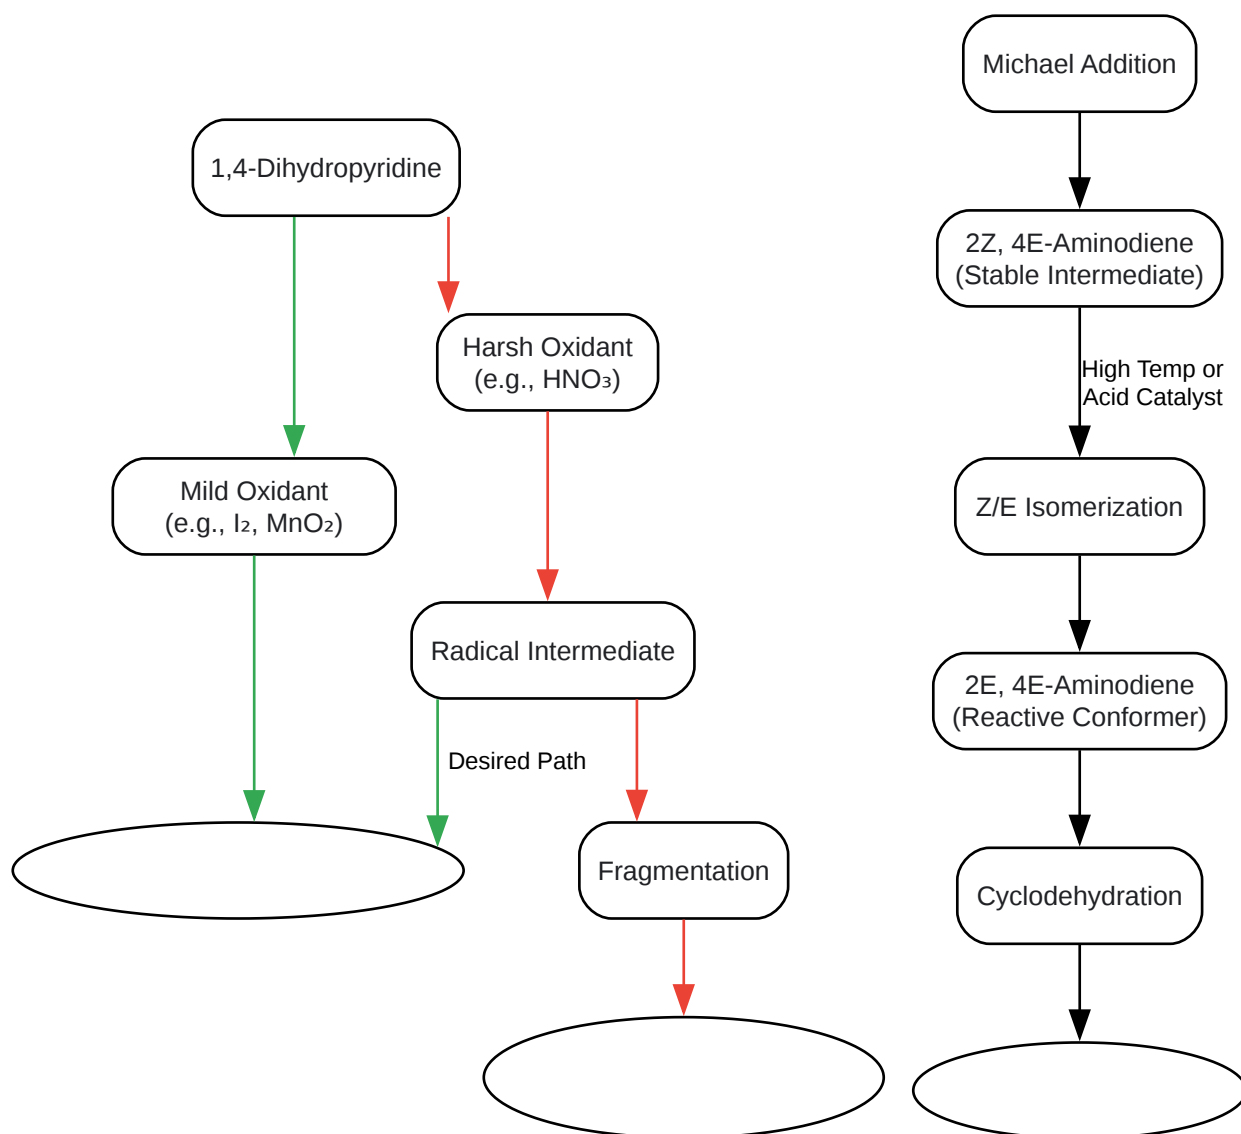 Michael Addition
1,4-Dihydropyridine
2Z, 4E-Aminodiene
(Stable Intermediate)
Harsh Oxidant
(e.g., HNO₃)
High Temp or
Acid Catalyst
Mild Oxidant
(e.g., I₂, MnO₂)
Z/E Isomerization
Radical Intermediate
2E, 4E-Aminodiene
(Reactive Conformer)
Desired Path
Fragmentation
Cyclodehydration